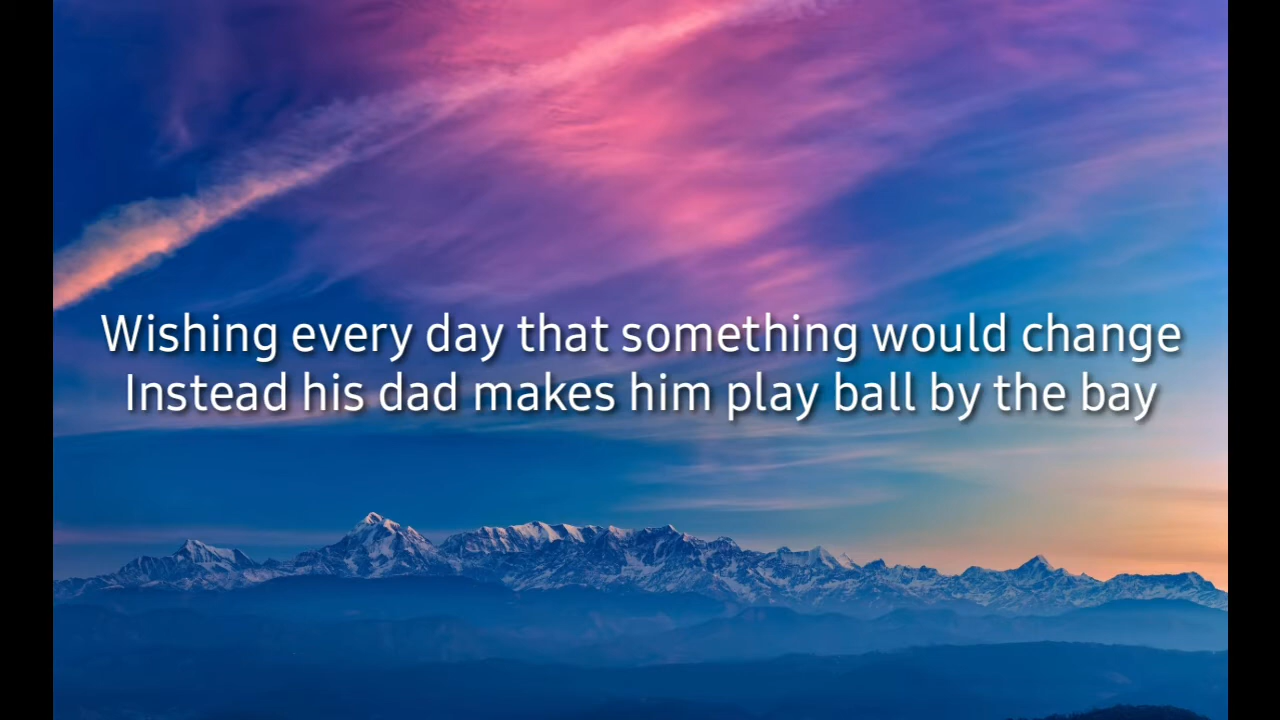 Wishing every day that something would change
Instead his dad makes him play ball by the bay